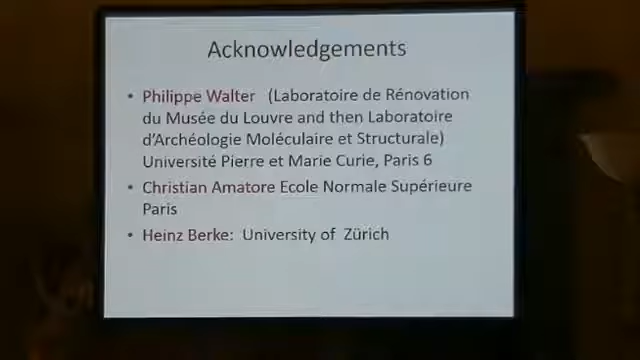 Acknowledgements
• Philippe Walter (Laboratoire de Rénovation
du Musée du Louvre and then Laboratoire
d'Archéologie Moléculaire et Structurale)
Université Pierre et Marie Curie, Paris 6
• Christian Amatore Ecole Normale Supérieure
Paris
• Heinz Berke: University of Zürich